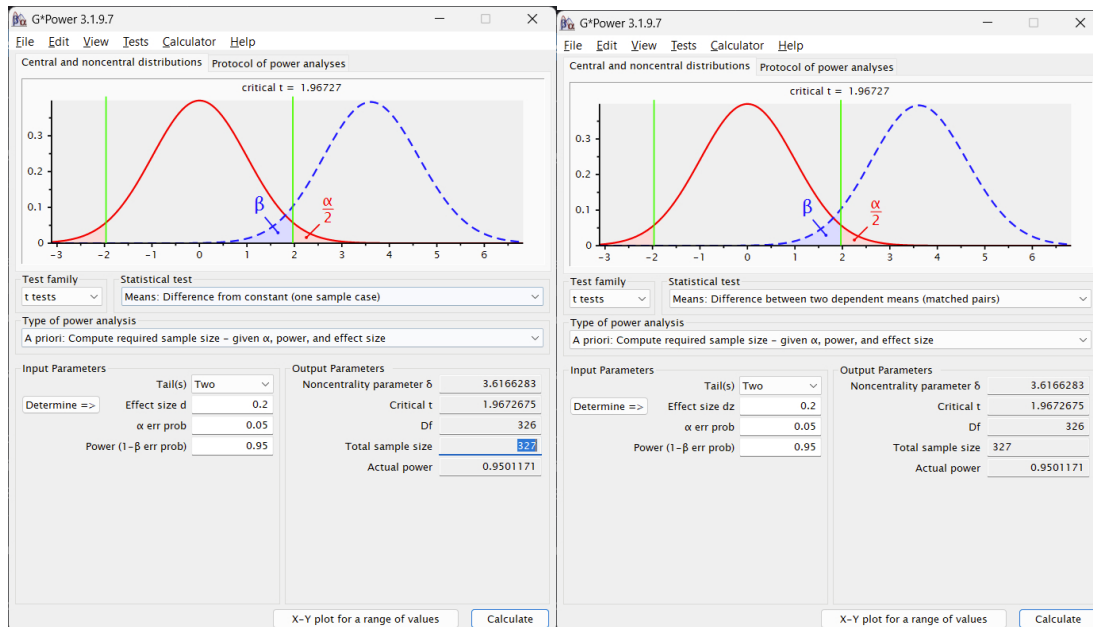 G*Power 3.1.9.7
File Edit View Tests Calculator Help
Central and noncentral distributions Protocol of power analyses
critical t = 1.96727
0.3
0.2
0.1
0
β
α
2
-3 -2 -1 0 1 2 3 4 5 6
Test family Statistical test
t tests Means: Difference from constant (one sample case)
Type of power analysis
A priori: Compute required sample size – given α, power, and effect size
Input Parameters Output Parameters
Tail(s) Two Noncentrality parameter δ 3.6166283
Determine => Effect size d 0.2 Critical t 1.9672675
α err prob 0.05 Df 326
Power (1-β err prob) 0.95 Total sample size 327
Actual power 0.9501171
X-Y plot for a range of values Calculate
G*Power 3.1.9.7
File Edit View Tests Calculator Help
Central and noncentral distributions Protocol of power analyses
critical t = 1.96727
0.3
0.2
0.1
0
β
α
2
-3 -2 -1 0 1 2 3 4 5 6
Test family Statistical test
t tests Means: Difference between two dependent means (matched pairs)
Type of power analysis
A priori: Compute required sample size – given α, power, and effect size
Input Parameters Output Parameters
Tail(s) Two Noncentrality parameter δ 3.6166283
Determine => Effect size dz 0.2 Critical t 1.9672675
α err prob 0.05 Df 326
Power (1-β err prob) 0.95 Total sample size 327
Actual power 0.9501171
X-Y plot for a range of values Calculate